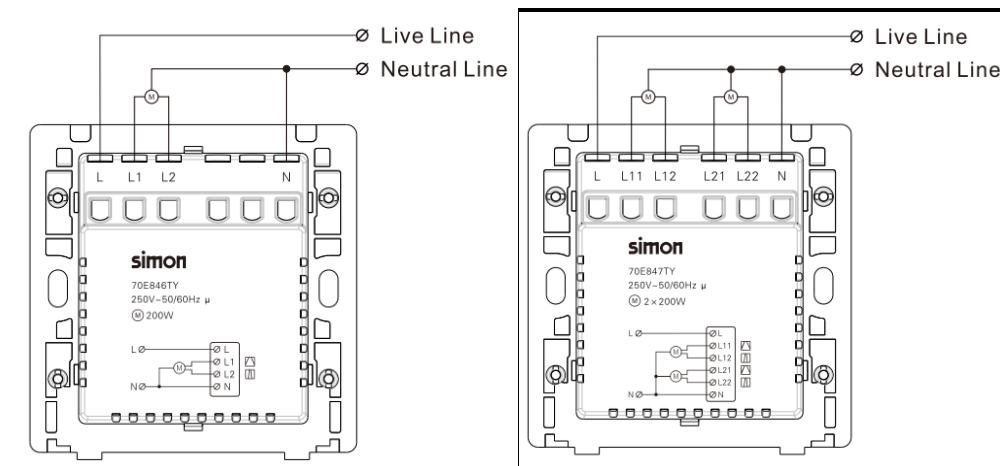 Live Line
Neutral Line
M
L L1 L2 N
simon
70E846TY
250V~50/60Hz μ
M 200W
L L
L1
M
L2
N N
Live Line
Neutral Line
M M
L L11 L12 L21 L22 N
simon
70E847TY
250V~50/60Hz μ
M 2×200W
L L
L11
M
L12
L21
M
L22
N N